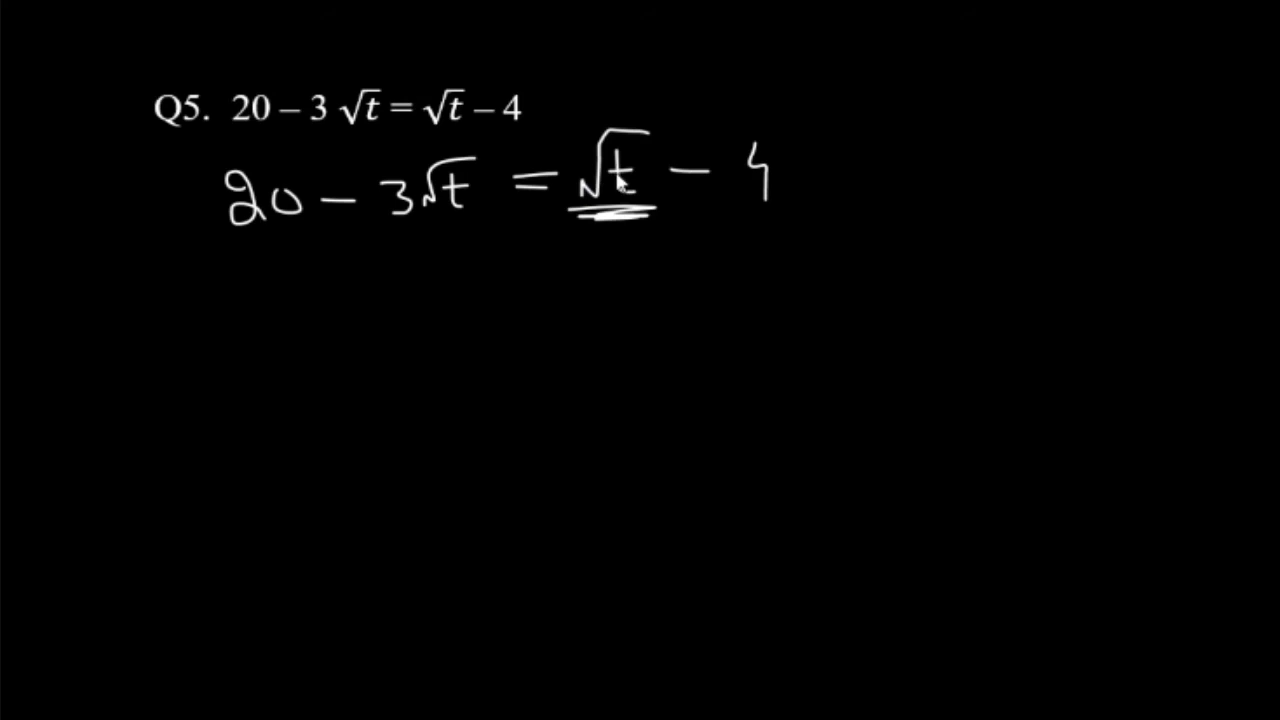 Q5. 20 – 3 √t = √t – 4
20 – 3√t = √t – 4